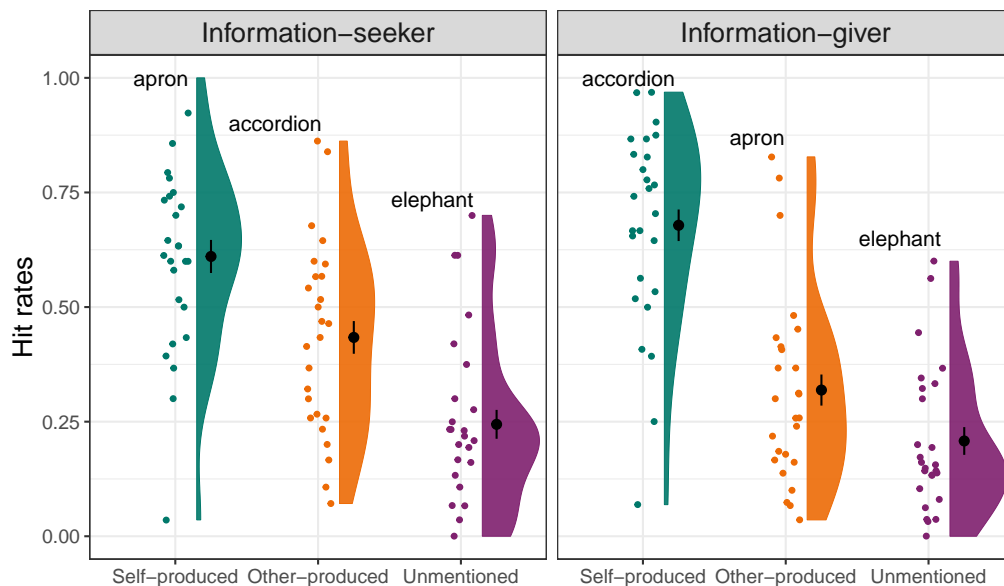 Information−seeker
Information−giver
Hit rates
1.00
0.75
0.50
0.25
0.00
apron
accordion
elephant
accordion
apron
elephant
Self−produced
Other−produced
Unmentioned
Self−produced
Other−produced
Unmentioned